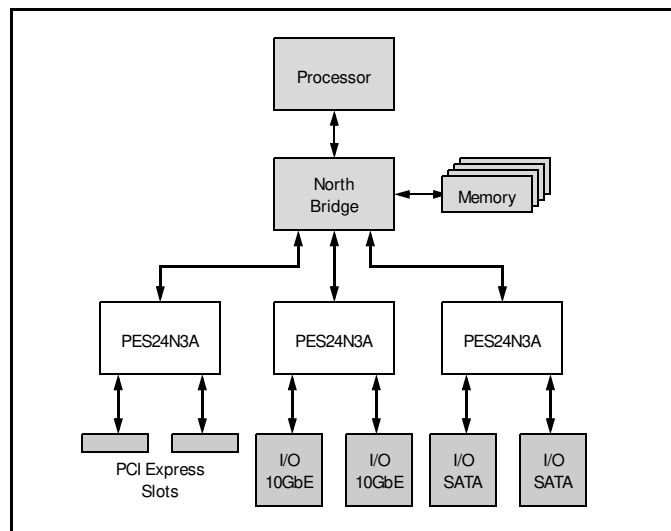 Processor
North
Bridge
Memory
PES24N3A
PES24N3A
PES24N3A
PCI Express
Slots
I/O
10GbE
I/O
10GbE
I/O
SATA
I/O
SATA